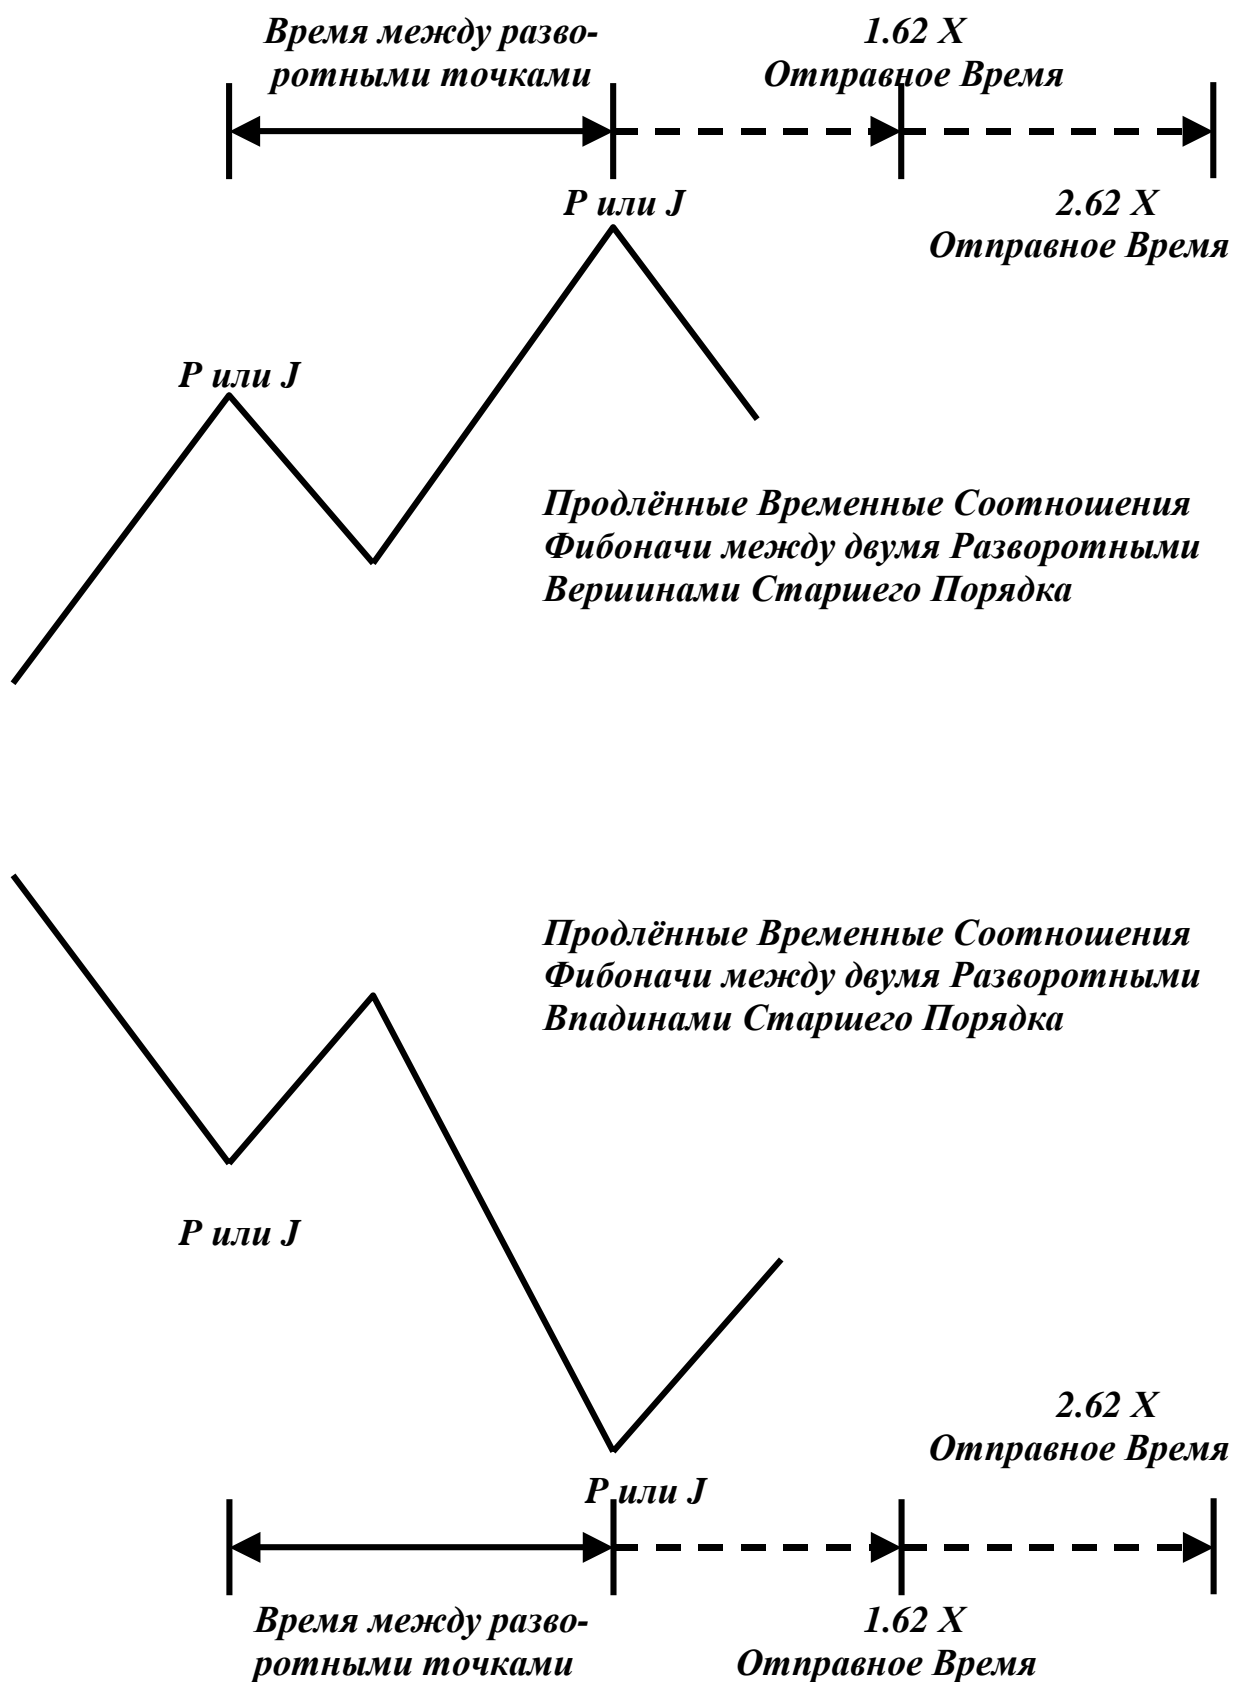 Время между разво-
ротными точками
1.62 X
Отправное Время
P или J
2.62 X
Отправное Время
P или J
Продлённые Временные Соотношения
Фибоначи между двумя Разворотными
Вершинами Старшего Порядка
Продлённые Временные Соотношения
Фибоначи между двумя Разворотными
Впадинами Старшего Порядка
P или J
2.62 X
Отправное Время
P или J
Время между разво-
ротными точками
1.62 X
Отправное Время